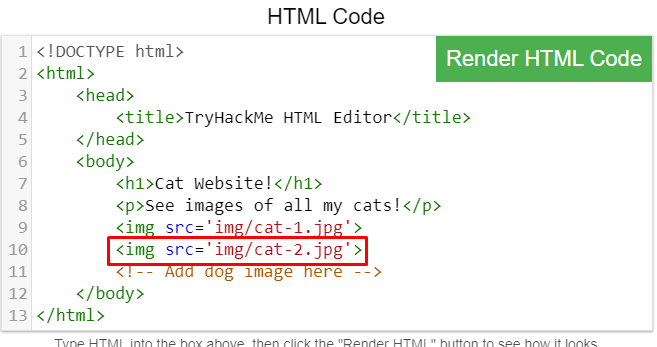 HTML Code
Render HTML Code
1 <!DOCTYPE html>
2 <html>
3 <head>
4 <title>TryHackMe HTML Editor</title>
5 </head>
6 <body>
7 <h1>Cat Website!</h1>
8 <p>See images of all my cats!</p>
9 <img src='img/cat-1.jpg'>
10 <img src='img/cat-2.jpg'>
11 <!-- Add dog image here -->
12 </body>
13 </html>
Type HTML into the box above, then click the "Render HTML" button to see how it looks